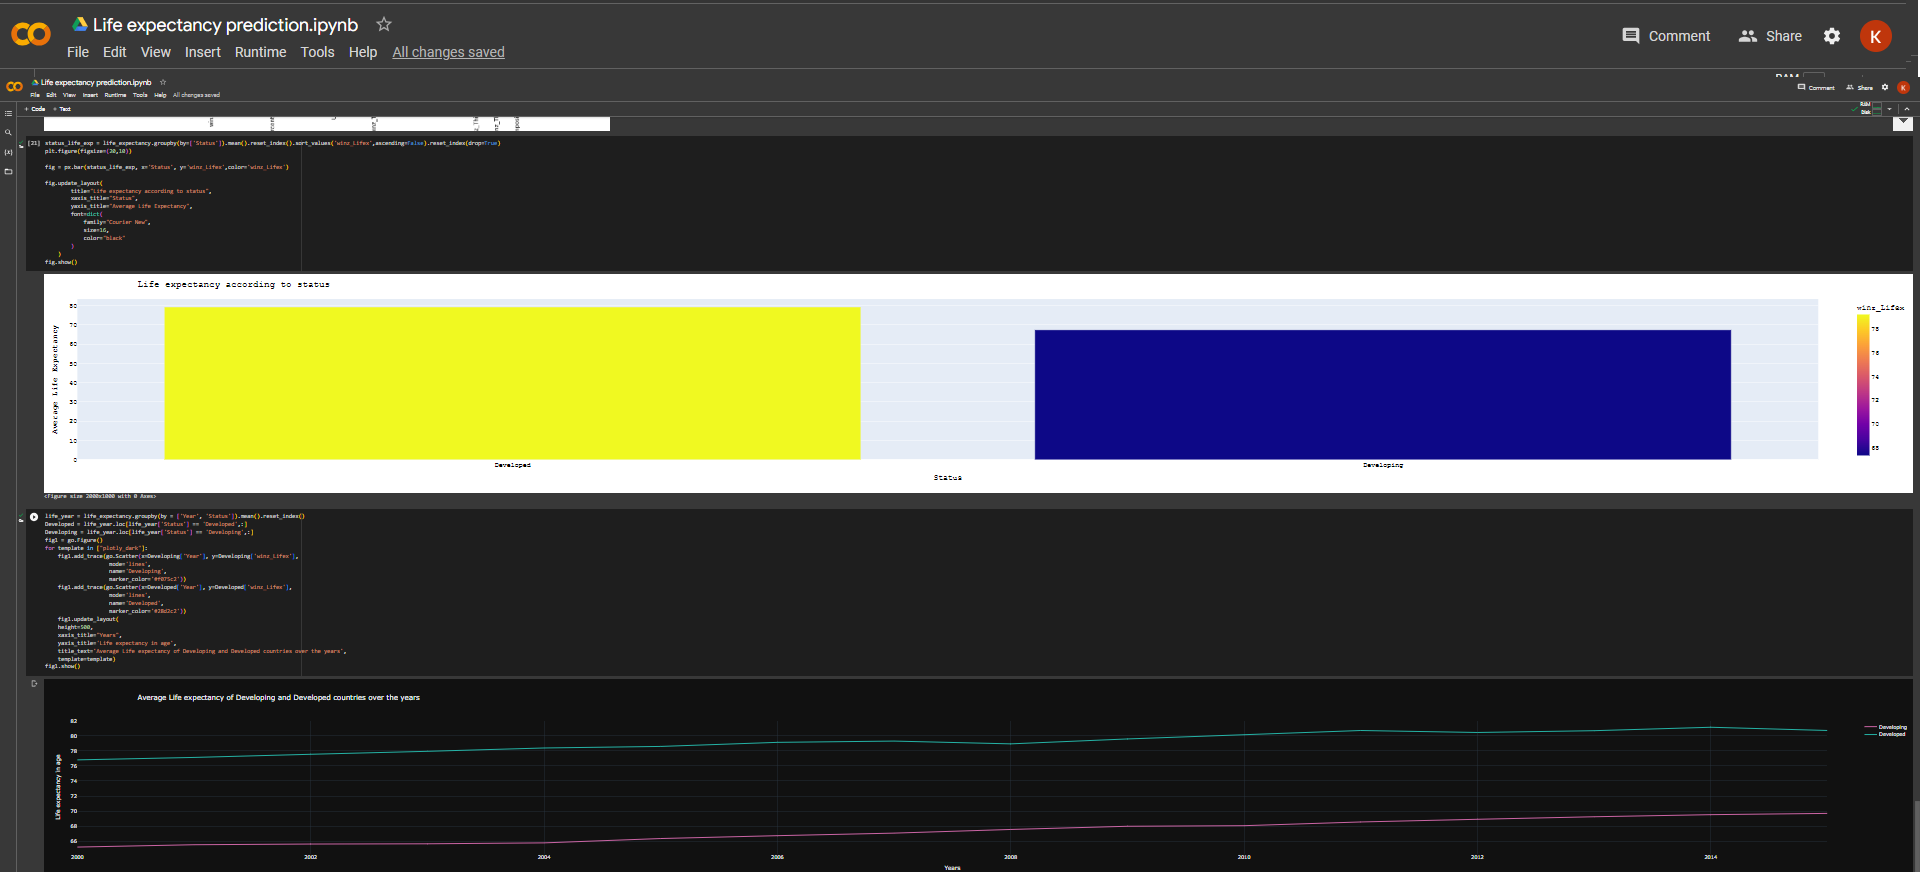 Life expectancy prediction.ipynb
File Edit View Insert Runtime Tools Help All changes saved
Comment Share K
Life expectancy prediction.ipynb
File Edit View Insert Runtime Tools Help All changes saved
Comment Share K
+ Code + Text
RAM
Disk
[21] status_life_exp = life_expectancy.groupby(by=['Status']).mean().reset_index().sort_values('winz_Lifex',ascending=False).reset_index(drop=True)
plt.figure(figsize=(20,10))
fig = px.bar(status_life_exp, x='Status', y='winz_Lifex',color='winz_Lifex')
fig.update_layout(
title="Life expectancy according to status",
xaxis_title="Status",
yaxis_title="Average Life Expectancy",
font=dict(
family="Courier New",
size=16,
color="black"
)
)
fig.show()
Life expectancy according to status
Average Life Expectancy
80
70
60
50
40
30
20
10
0
Developed Developing
Status
winz_Lifex
78
76
74
72
70
68
<Figure size 2000x1000 with 0 Axes>
life_year = life_expectancy.groupby(by = ['Year', 'Status']).mean().reset_index()
Developed = life_year.loc[life_year['Status'] == 'Developed',:]
Developing = life_year.loc[life_year['Status'] == 'Developing',:]
fig1 = go.Figure()
for template in ["plotly_dark"]:
fig1.add_trace(go.Scatter(x=Developing['Year'], y=Developing['winz_Lifex'],
mode='lines',
name='Developing',
marker_color='#f075c2'))
fig1.add_trace(go.Scatter(x=Developed['Year'], y=Developed['winz_Lifex'],
mode='lines',
name='Developed',
marker_color='#28d2c2'))
fig1.update_layout(
height=500,
xaxis_title="Years",
yaxis_title='Life expectancy in age',
title_text='Average Life expectancy of Developing and Developed countries over the years',
template=template)
fig1.show()
Average Life expectancy of Developing and Developed countries over the years
Life expectancy in age
82
80
78
76
74
72
70
68
66
2000 2002 2004 2006 2008 2010 2012 2014
Years
Developing
Developed